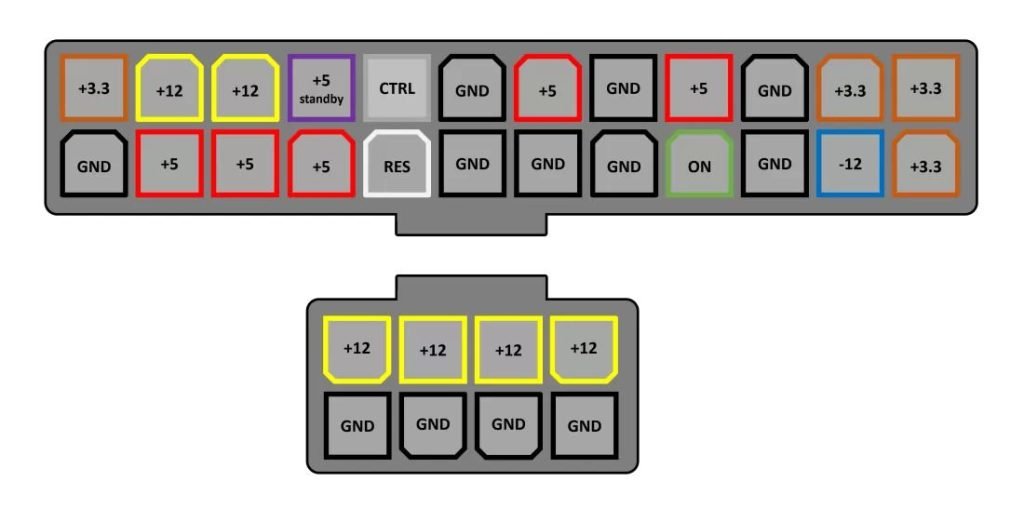 +3.3 +12 +12 +5 standby CTRL GND +5 GND +5 GND +3.3 +3.3
GND +5 +5 +5 RES GND GND GND ON GND -12 +3.3
+12 +12 +12 +12
GND GND GND GND